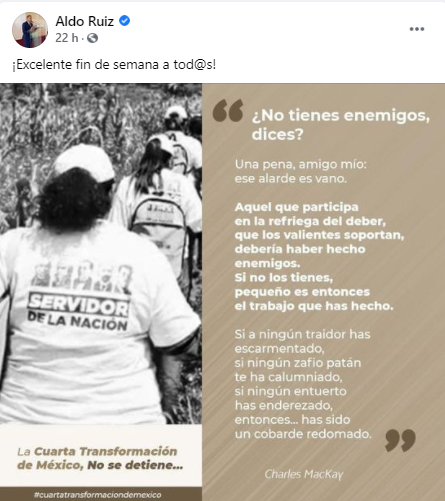 Aldo Ruiz
22 h ·
¡Excelente fin de semana a tod@s!
SERVIDOR
DE LA NACIÓN
La Cuarta Transformación
de México, No se detiene...
#cuartatransformaciondemexico
“
¿No tienes enemigos,
dices?
Una pena, amigo mío:
ese alarde es vano.
Aquel que participa
en la refriega del deber,
que los valientes soportan,
debería haber hecho
enemigos.
Si no los tienes,
pequeño es entonces
el trabajo que has hecho.
Si a ningún traidor has
escarmentado,
si ningún zafio patán
te ha calumniado,
si ningún entuerto
has enderezado,
entonces... has sido
un cobarde redomado.
”
Charles MacKay